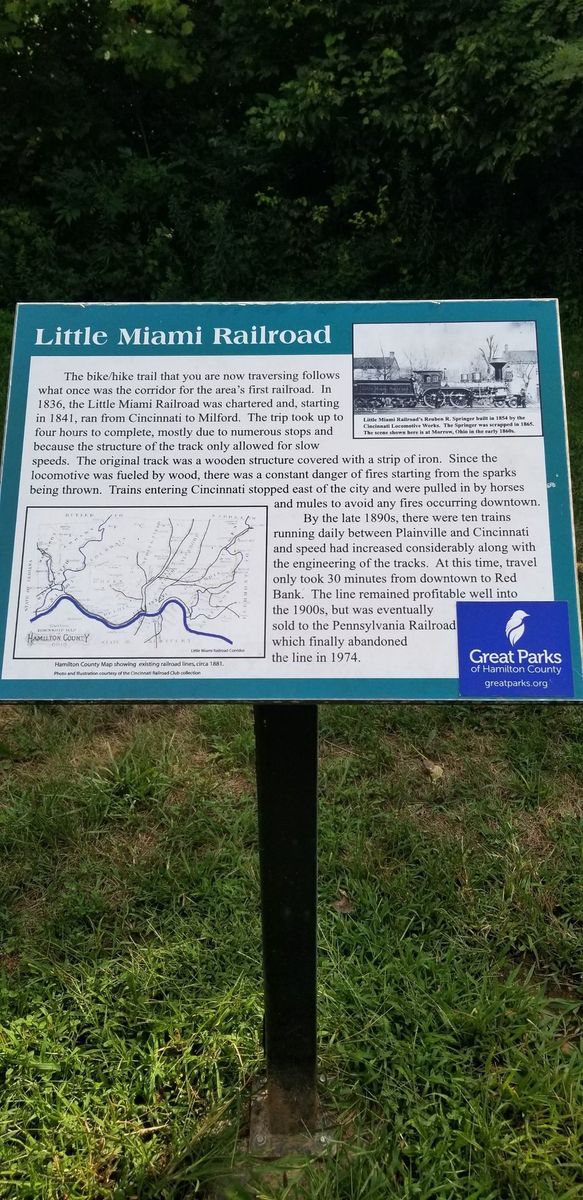 Little Miami Railroad
The bike/hike trail that you are now traversing follows
what once was the corridor for the area's first railroad. In
1836, the Little Miami Railroad was chartered and, starting
in 1841, ran from Cincinnati to Milford. The trip took up to
four hours to complete, mostly due to numerous stops and
because the structure of the track only allowed for slow
speeds. The original track was a wooden structure covered with a strip of iron. Since the
locomotive was fueled by wood, there was a constant danger of fires starting from the sparks
being thrown. Trains entering Cincinnati stopped east of the city and were pulled in by horses
and mules to avoid any fires occurring downtown.
By the late 1890s, there were ten trains
running daily between Plainville and Cincinnati
and speed had increased considerably along with
the engineering of the tracks. At this time, travel
only took 30 minutes from downtown to Red
Bank. The line remained profitable well into
the 1900s, but was eventually
sold to the Pennsylvania Railroad
which finally abandoned
the line in 1974.
Little Miami Railroad's Reuben R. Springer built in 1854 by the
Cincinnati Locomotive Works. The Springer was scrapped in 1865.
The scene shown here is at Morrow, Ohio in the early 1860s.
HAMILTON COUNTY
OHIO
Little Miami Railroad Corridor
Hamilton County Map showing existing railroad lines, circa 1881.
Photo and Illustration courtesy of the Cincinnati Railroad Club collection
Great Parks
of Hamilton County
greatparks.org